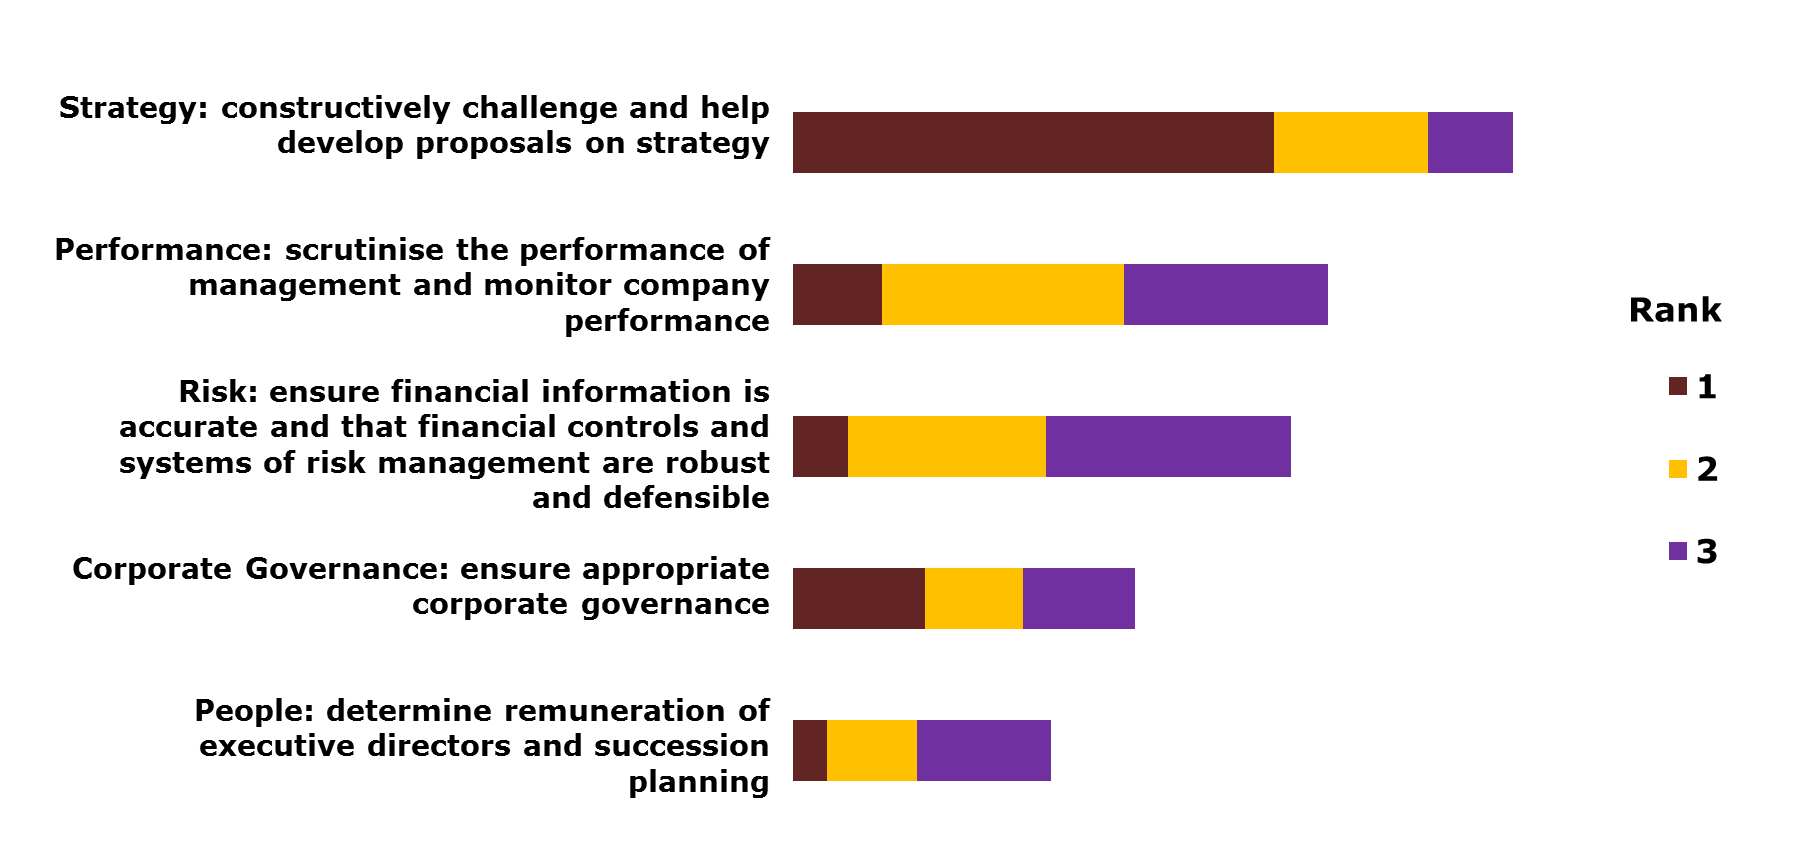 Strategy: constructively challenge and help
develop proposals on strategy
Performance: scrutinise the performance of
management and monitor company
performance
Risk: ensure financial information is
accurate and that financial controls and
systems of risk management are robust
and defensible
Corporate Governance: ensure appropriate
corporate governance
People: determine remuneration of
executive directors and succession
planning
Rank
1
2
3